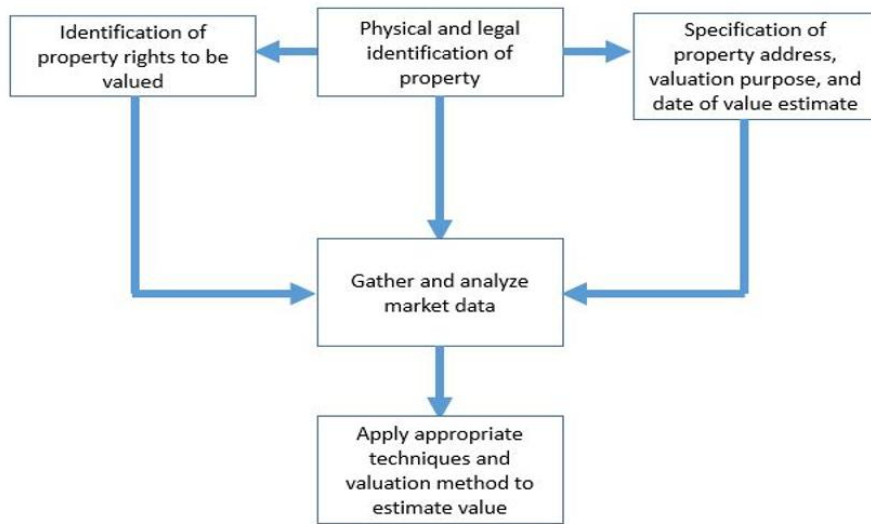 Identification of
property rights to be
valued
Physical and legal
identification of
property
Specification of
property address,
valuation purpose, and
date of value estimate
Gather and analyze
market data
Apply appropriate
techniques and
valuation method to
estimate value